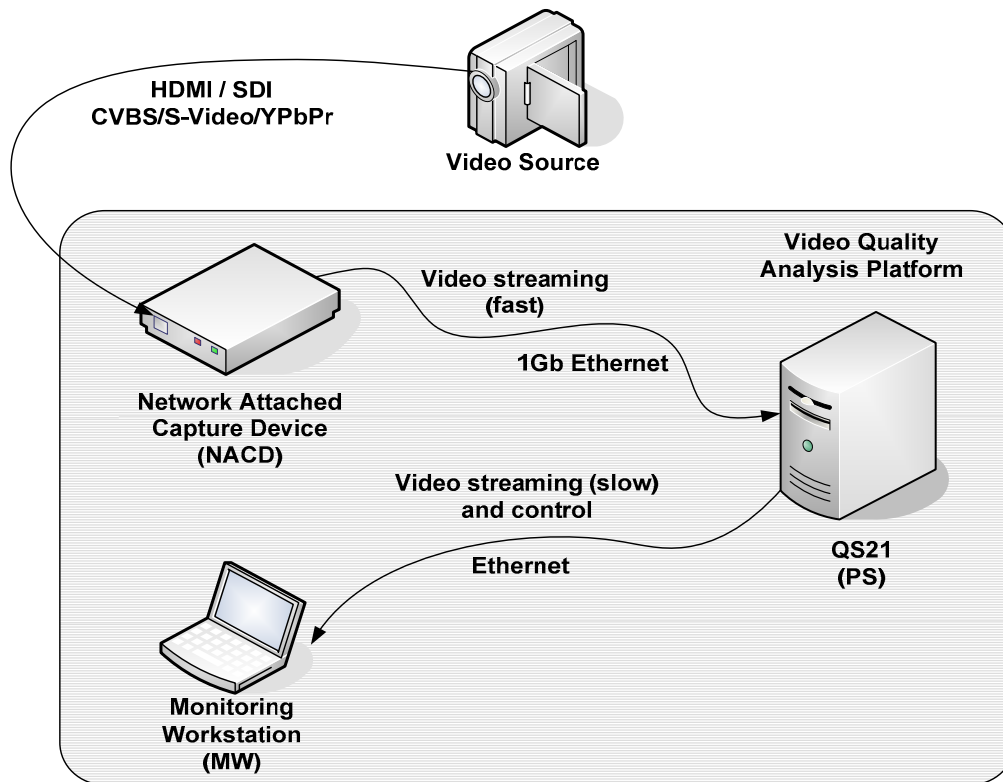 HDMI / SDI
CVBS/S-Video/YPbPr
Video Source
Video Quality
Analysis Platform
Video streaming
(fast)
1Gb Ethernet
Network Attached
Capture Device
(NACD)
Video streaming (slow)
and control
Ethernet
QS21
(PS)
Monitoring
Workstation
(MW)